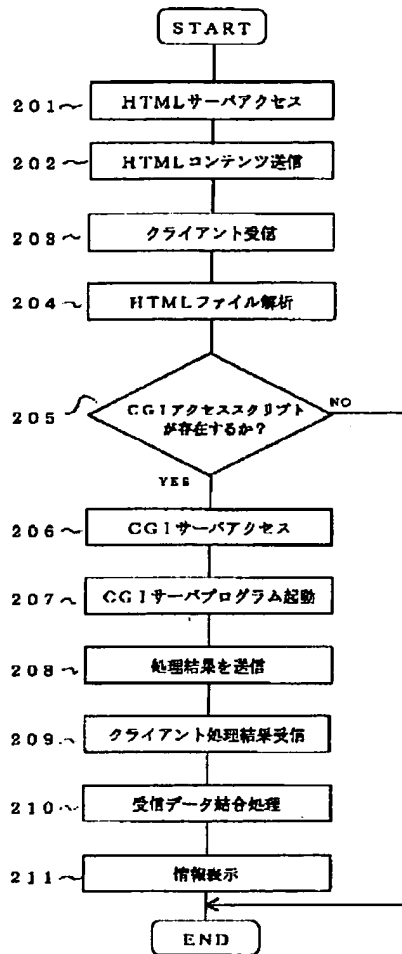 START
201 HTMLサーバアクセス
202 HTMLコンテンツ送信
203 クライアント受信
204 HTMLファイル解析
205 CGIアクセススクリプト
が存在するか?
NO
YES
206 CGIサーバアクセス
207 CGIサーバプログラム起動
208 処理結果を送信
209 クライアント処理結果受信
210 受信データ結合処理
211 情報表示
END